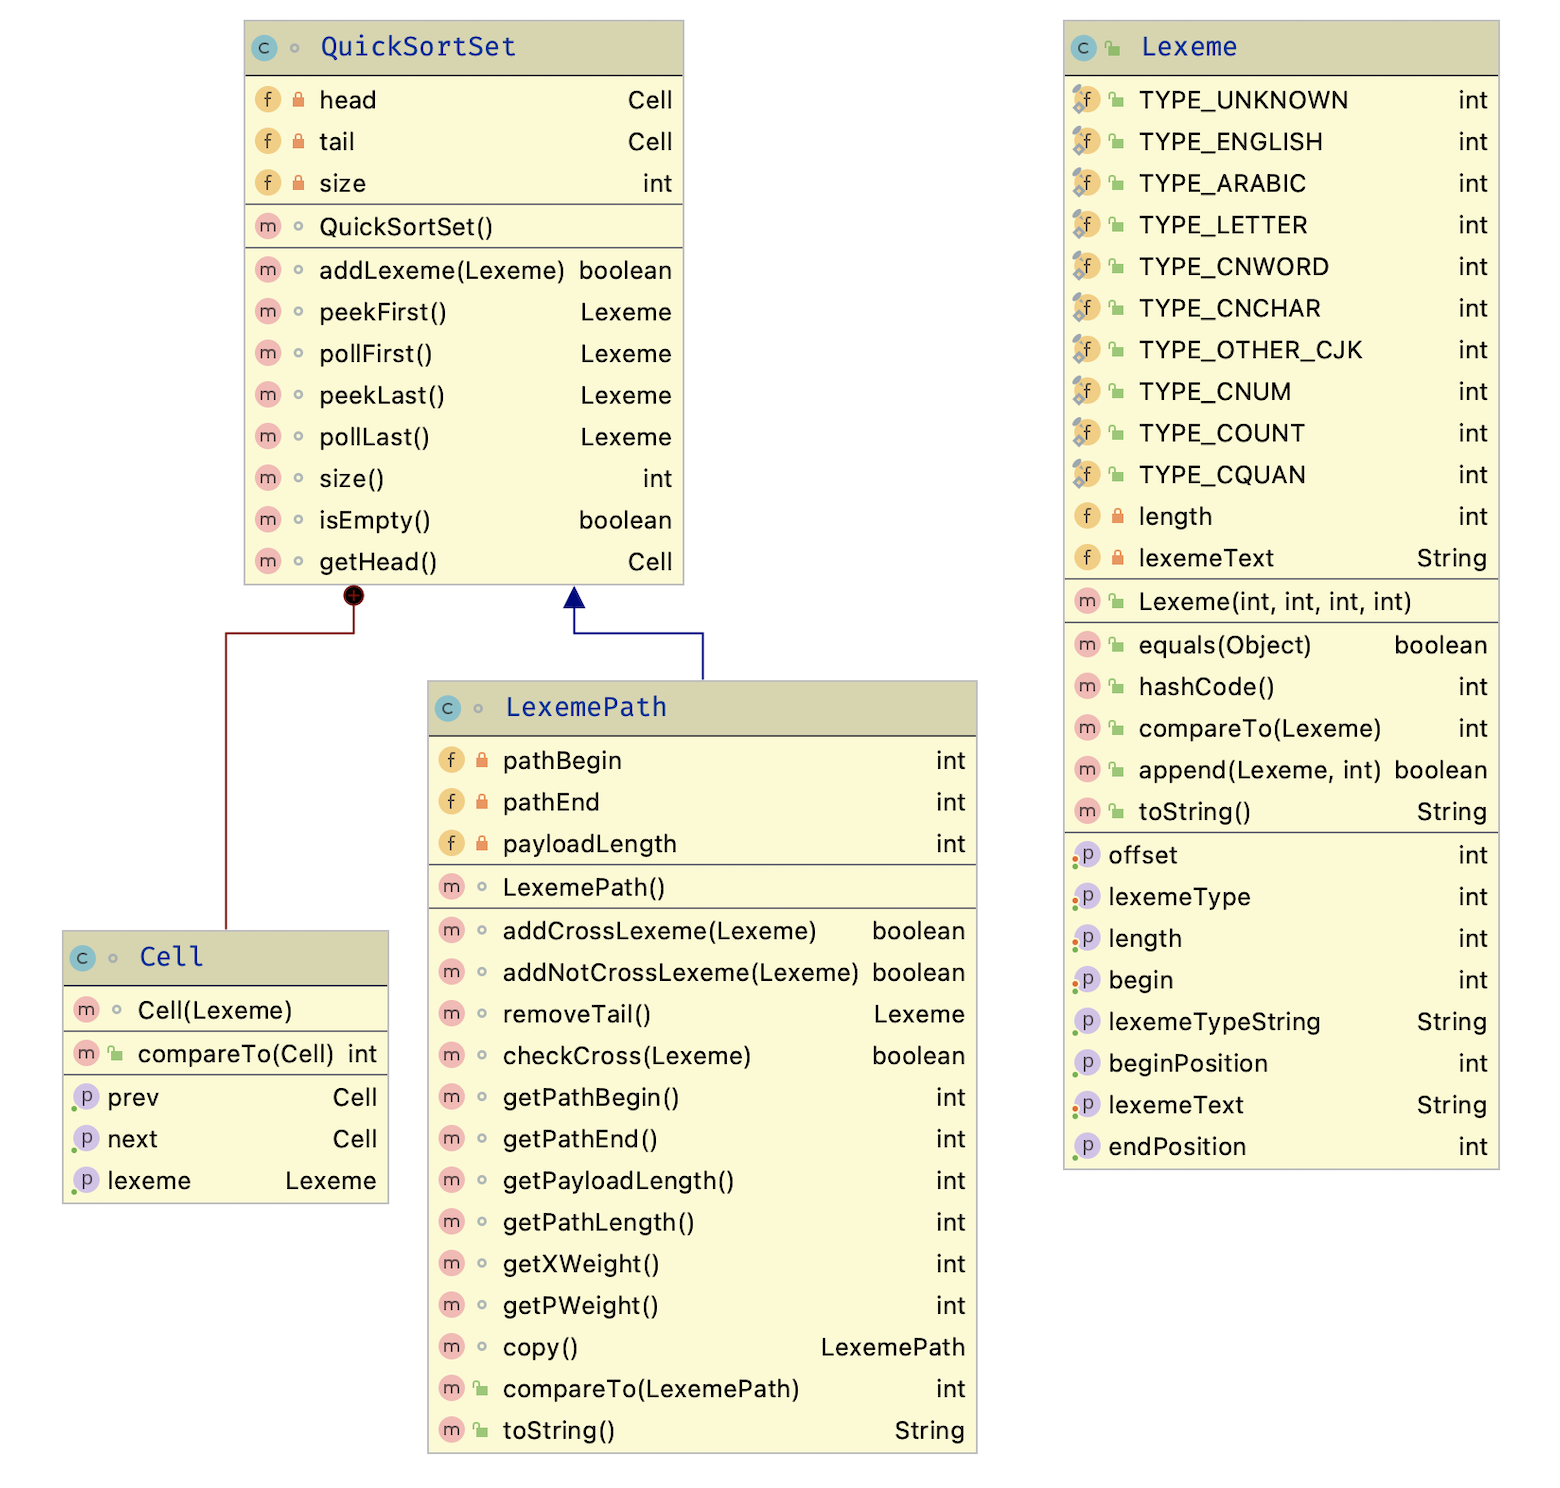 QuickSortSet
head Cell
tail Cell
size int
QuickSortSet()
addLexeme(Lexeme) boolean
peekFirst() Lexeme
pollFirst() Lexeme
peekLast() Lexeme
pollLast() Lexeme
size() int
isEmpty() boolean
getHead() Cell
Lexeme
TYPE_UNKNOWN int
TYPE_ENGLISH int
TYPE_ARABIC int
TYPE_LETTER int
TYPE_CNWORD int
TYPE_CNCHAR int
TYPE_OTHER_CJK int
TYPE_CNUM int
TYPE_COUNT int
TYPE_CQUAN int
length int
lexemeText String
Lexeme(int, int, int, int)
equals(Object) boolean
hashCode() int
compareTo(Lexeme) int
append(Lexeme, int) boolean
toString() String
offset int
lexemeType int
length int
begin int
lexemeTypeString String
beginPosition int
lexemeText String
endPosition int
LexemePath
pathBegin int
pathEnd int
payloadLength int
LexemePath()
addCrossLexeme(Lexeme) boolean
addNotCrossLexeme(Lexeme) boolean
removeTail() Lexeme
checkCross(Lexeme) boolean
getPathBegin() int
getPathEnd() int
getPayloadLength() int
getPathLength() int
getXWeight() int
getPWeight() int
copy() LexemePath
compareTo(LexemePath) int
toString() String
Cell
Cell(Lexeme)
compareTo(Cell) int
prev Cell
next Cell
lexeme Lexeme